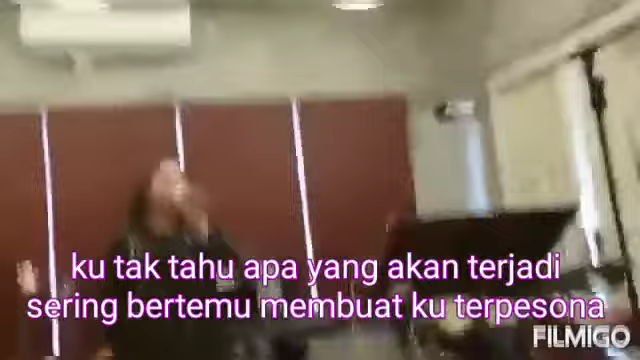 ku tak tahu apa yang akan terjadi
sering bertemu membuat ku terpesona
FILMIGO